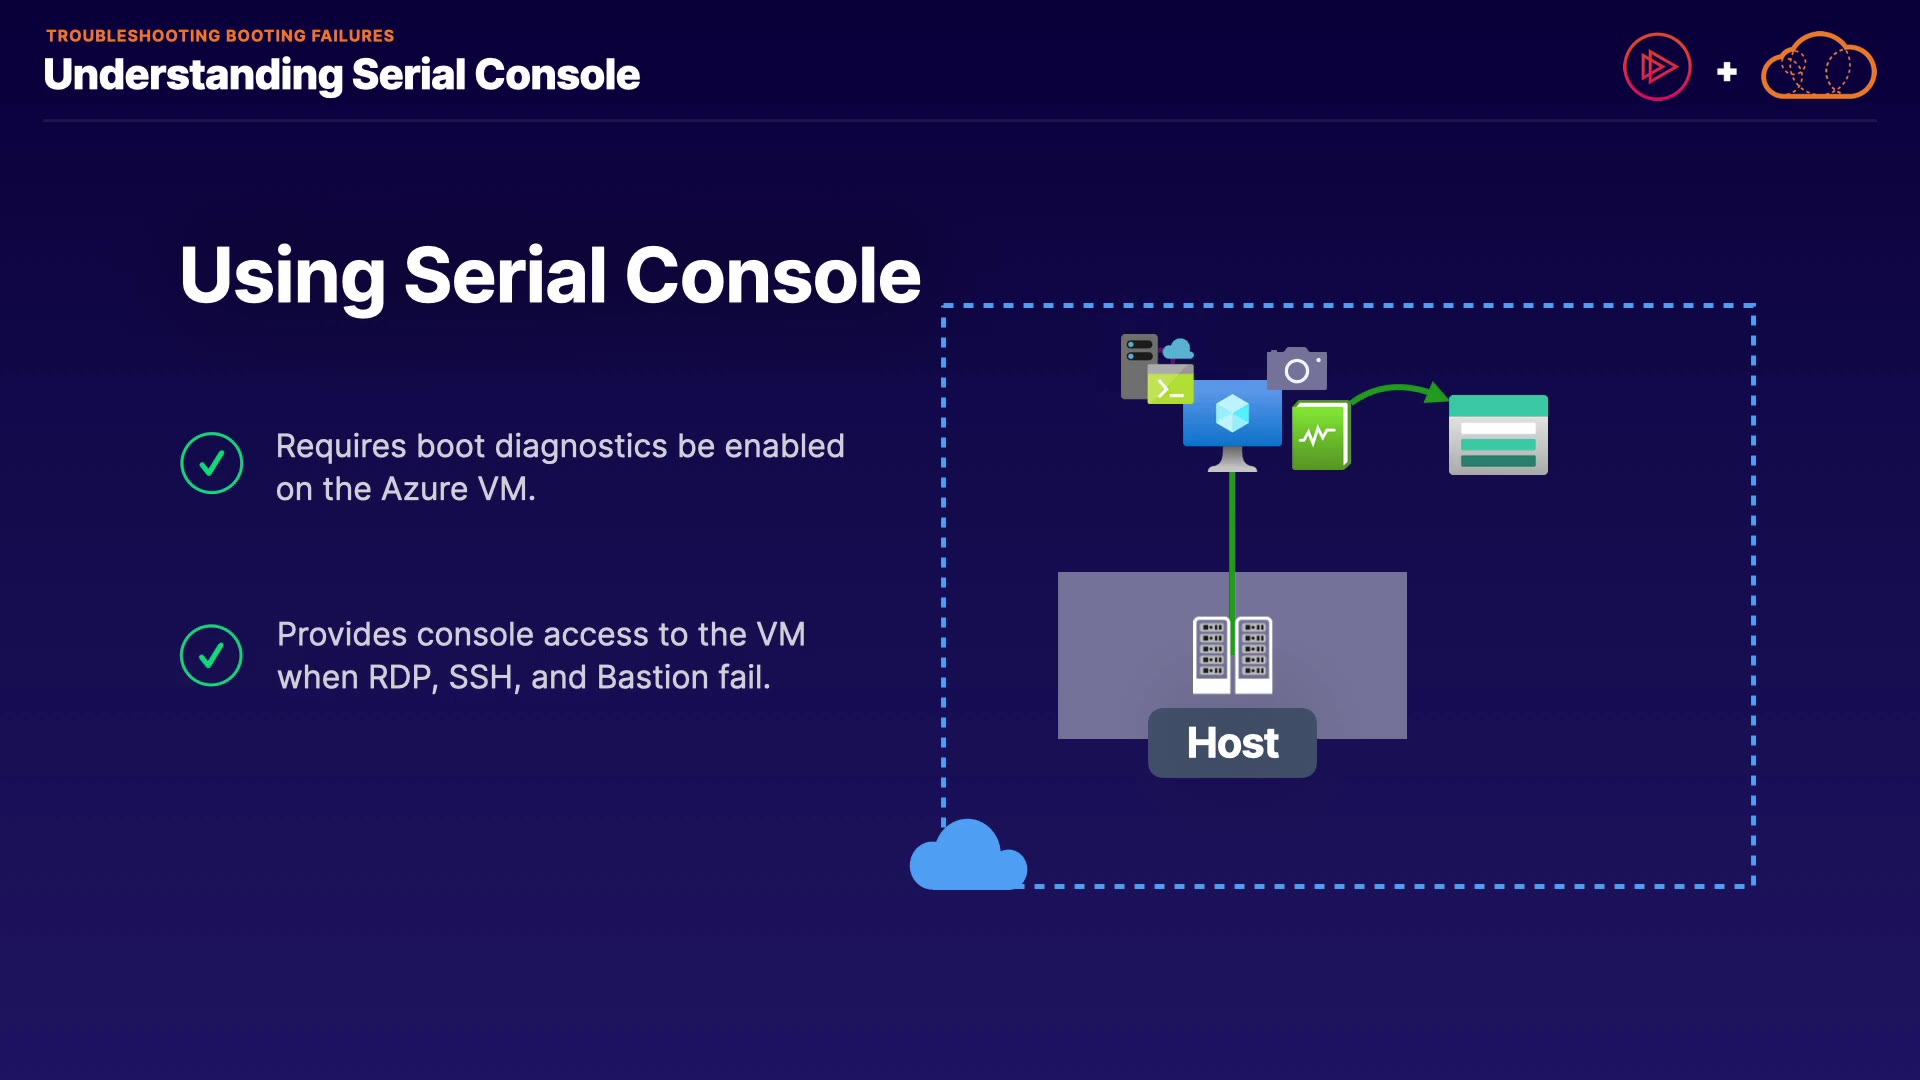 TROUBLESHOOTING BOOTING FAILURES
Understanding Serial Console
Using Serial Console
Requires boot diagnostics be enabled
on the Azure VM.
Provides console access to the VM
when RDP, SSH, and Bastion fail.
Host